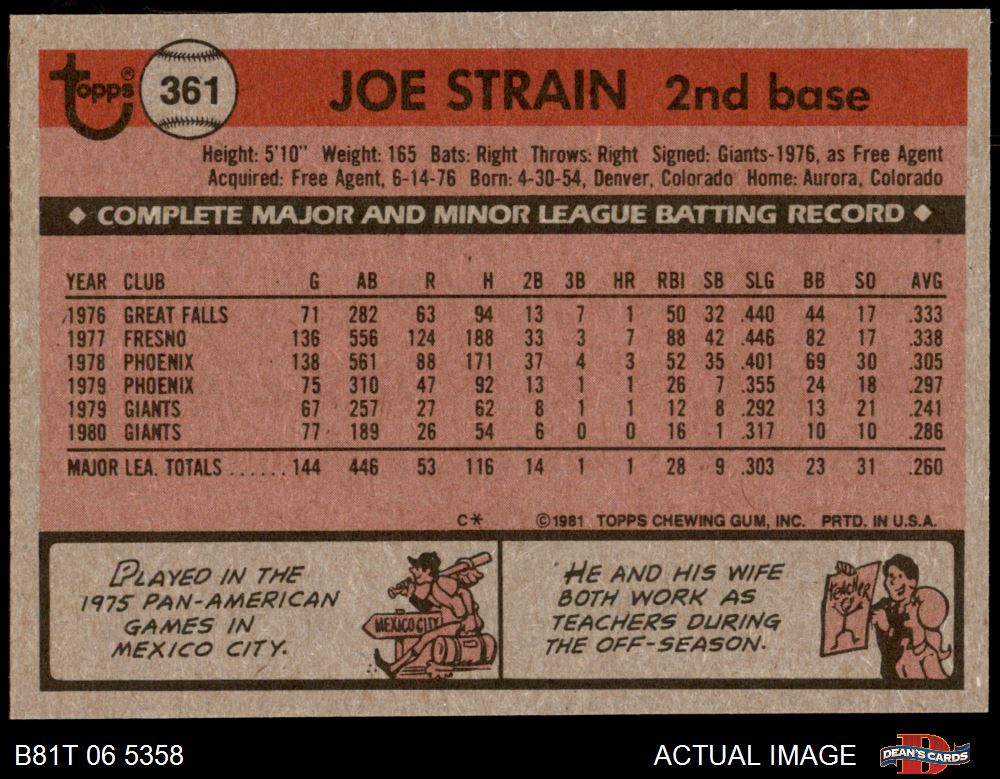 topps® 361 JOE STRAIN 2nd base
Height: 5'10" Weight: 165 Bats: Right Throws: Right Signed: Giants-1976, as Free Agent
Acquired: Free Agent, 6-14-76 Born: 4-30-54, Denver, Colorado Home: Aurora, Colorado
◆ COMPLETE MAJOR AND MINOR LEAGUE BATTING RECORD ◆
YEAR CLUB G AB R H 2B 3B HR RBI SB SLG BB SO AVG
1976 GREAT FALLS 71 282 63 94 13 7 1 50 32 .440 44 17 .333
1977 FRESNO 136 556 124 188 33 3 7 88 42 .446 82 17 .338
1978 PHOENIX 138 561 88 171 37 4 3 52 35 .401 69 30 .305
1979 PHOENIX 75 310 47 92 13 1 1 26 7 .355 24 18 .297
1979 GIANTS 67 257 27 62 8 1 1 12 8 .292 13 21 .241
1980 GIANTS 77 189 26 54 6 0 0 16 1 .317 10 10 .286
MAJOR LEA. TOTALS ...... 144 446 53 116 14 1 1 28 9 .303 23 31 .260
C* ©1981 TOPPS CHEWING GUM, INC. PRTD. IN U.S.A.
PLAYED IN THE
1975 PAN-AMERICAN
GAMES IN
MEXICO CITY.
MEXICO CITY
HE AND HIS WIFE
BOTH WORK AS
TEACHERS DURING
THE OFF-SEASON.
TEACHER
B81T 06 5358 ACTUAL IMAGE DEAN'S CARDS